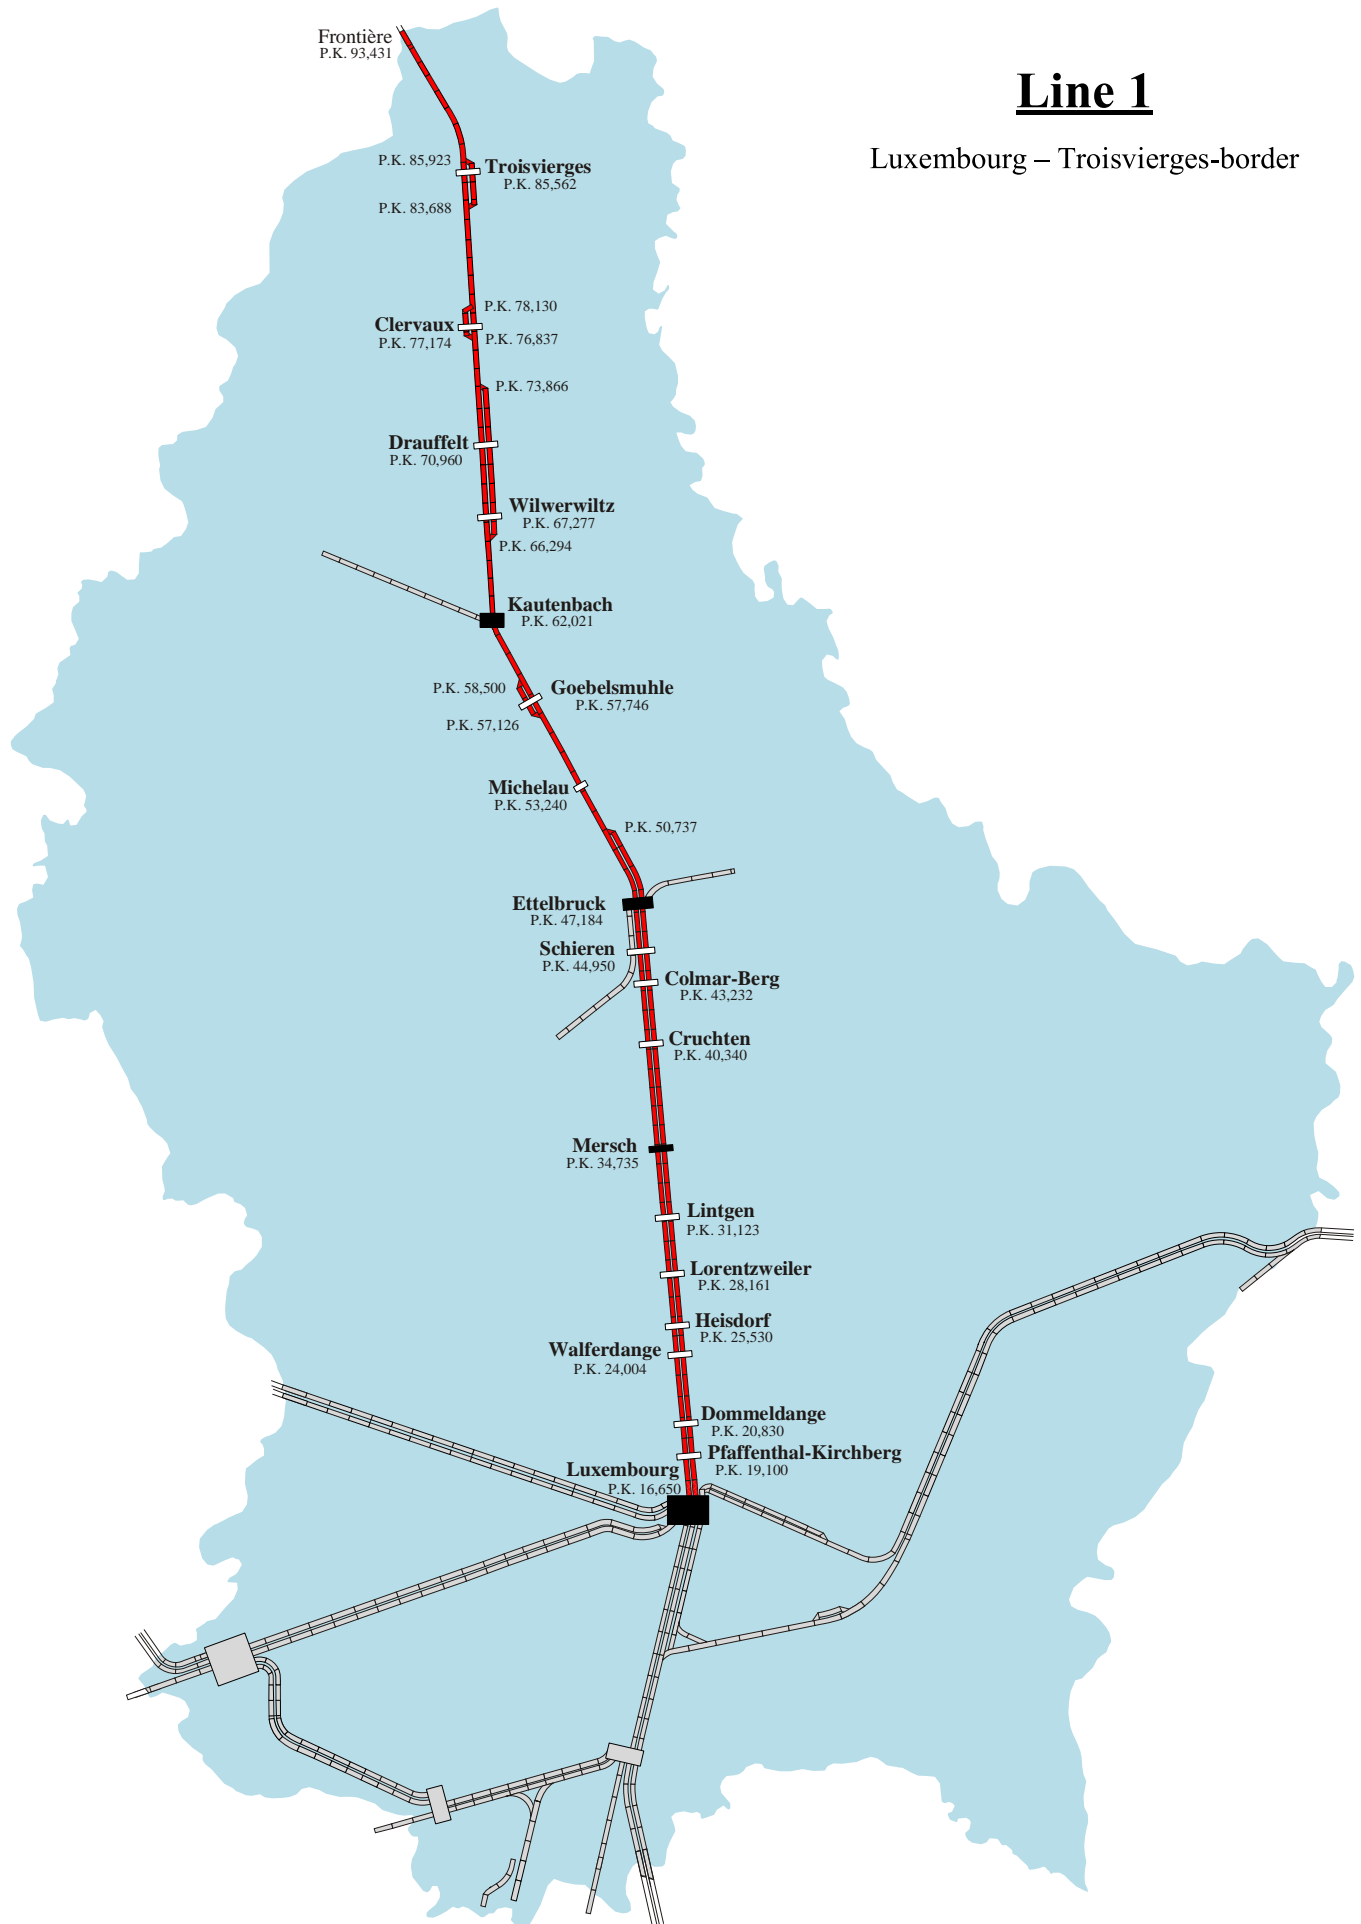 Frontière
P.K. 93,431
Line 1
Luxembourg – Troisvierges-border
P.K. 85,923
Troisvierges
P.K. 85,562
P.K. 83,688
P.K. 78,130
Clervaux
P.K. 77,174
P.K. 76,837
P.K. 73,866
Drauffelt
P.K. 70,960
Wilwerwiltz
P.K. 67,277
P.K. 66,294
Kautenbach
P.K. 62,021
P.K. 58,500
Goebelsmuhle
P.K. 57,746
P.K. 57,126
Michelau
P.K. 53,240
P.K. 50,737
Ettelbruck
P.K. 47,184
Schieren
P.K. 44,950
Colmar-Berg
P.K. 43,232
Cruchten
P.K. 40,340
Mersch
P.K. 34,735
Lintgen
P.K. 31,123
Lorentzweiler
P.K. 28,161
Heisdorf
P.K. 25,530
Walferdange
P.K. 24,004
Dommeldange
P.K. 20,830
Pfaffenthal-Kirchberg
P.K. 19,100
Luxembourg
P.K. 16,650